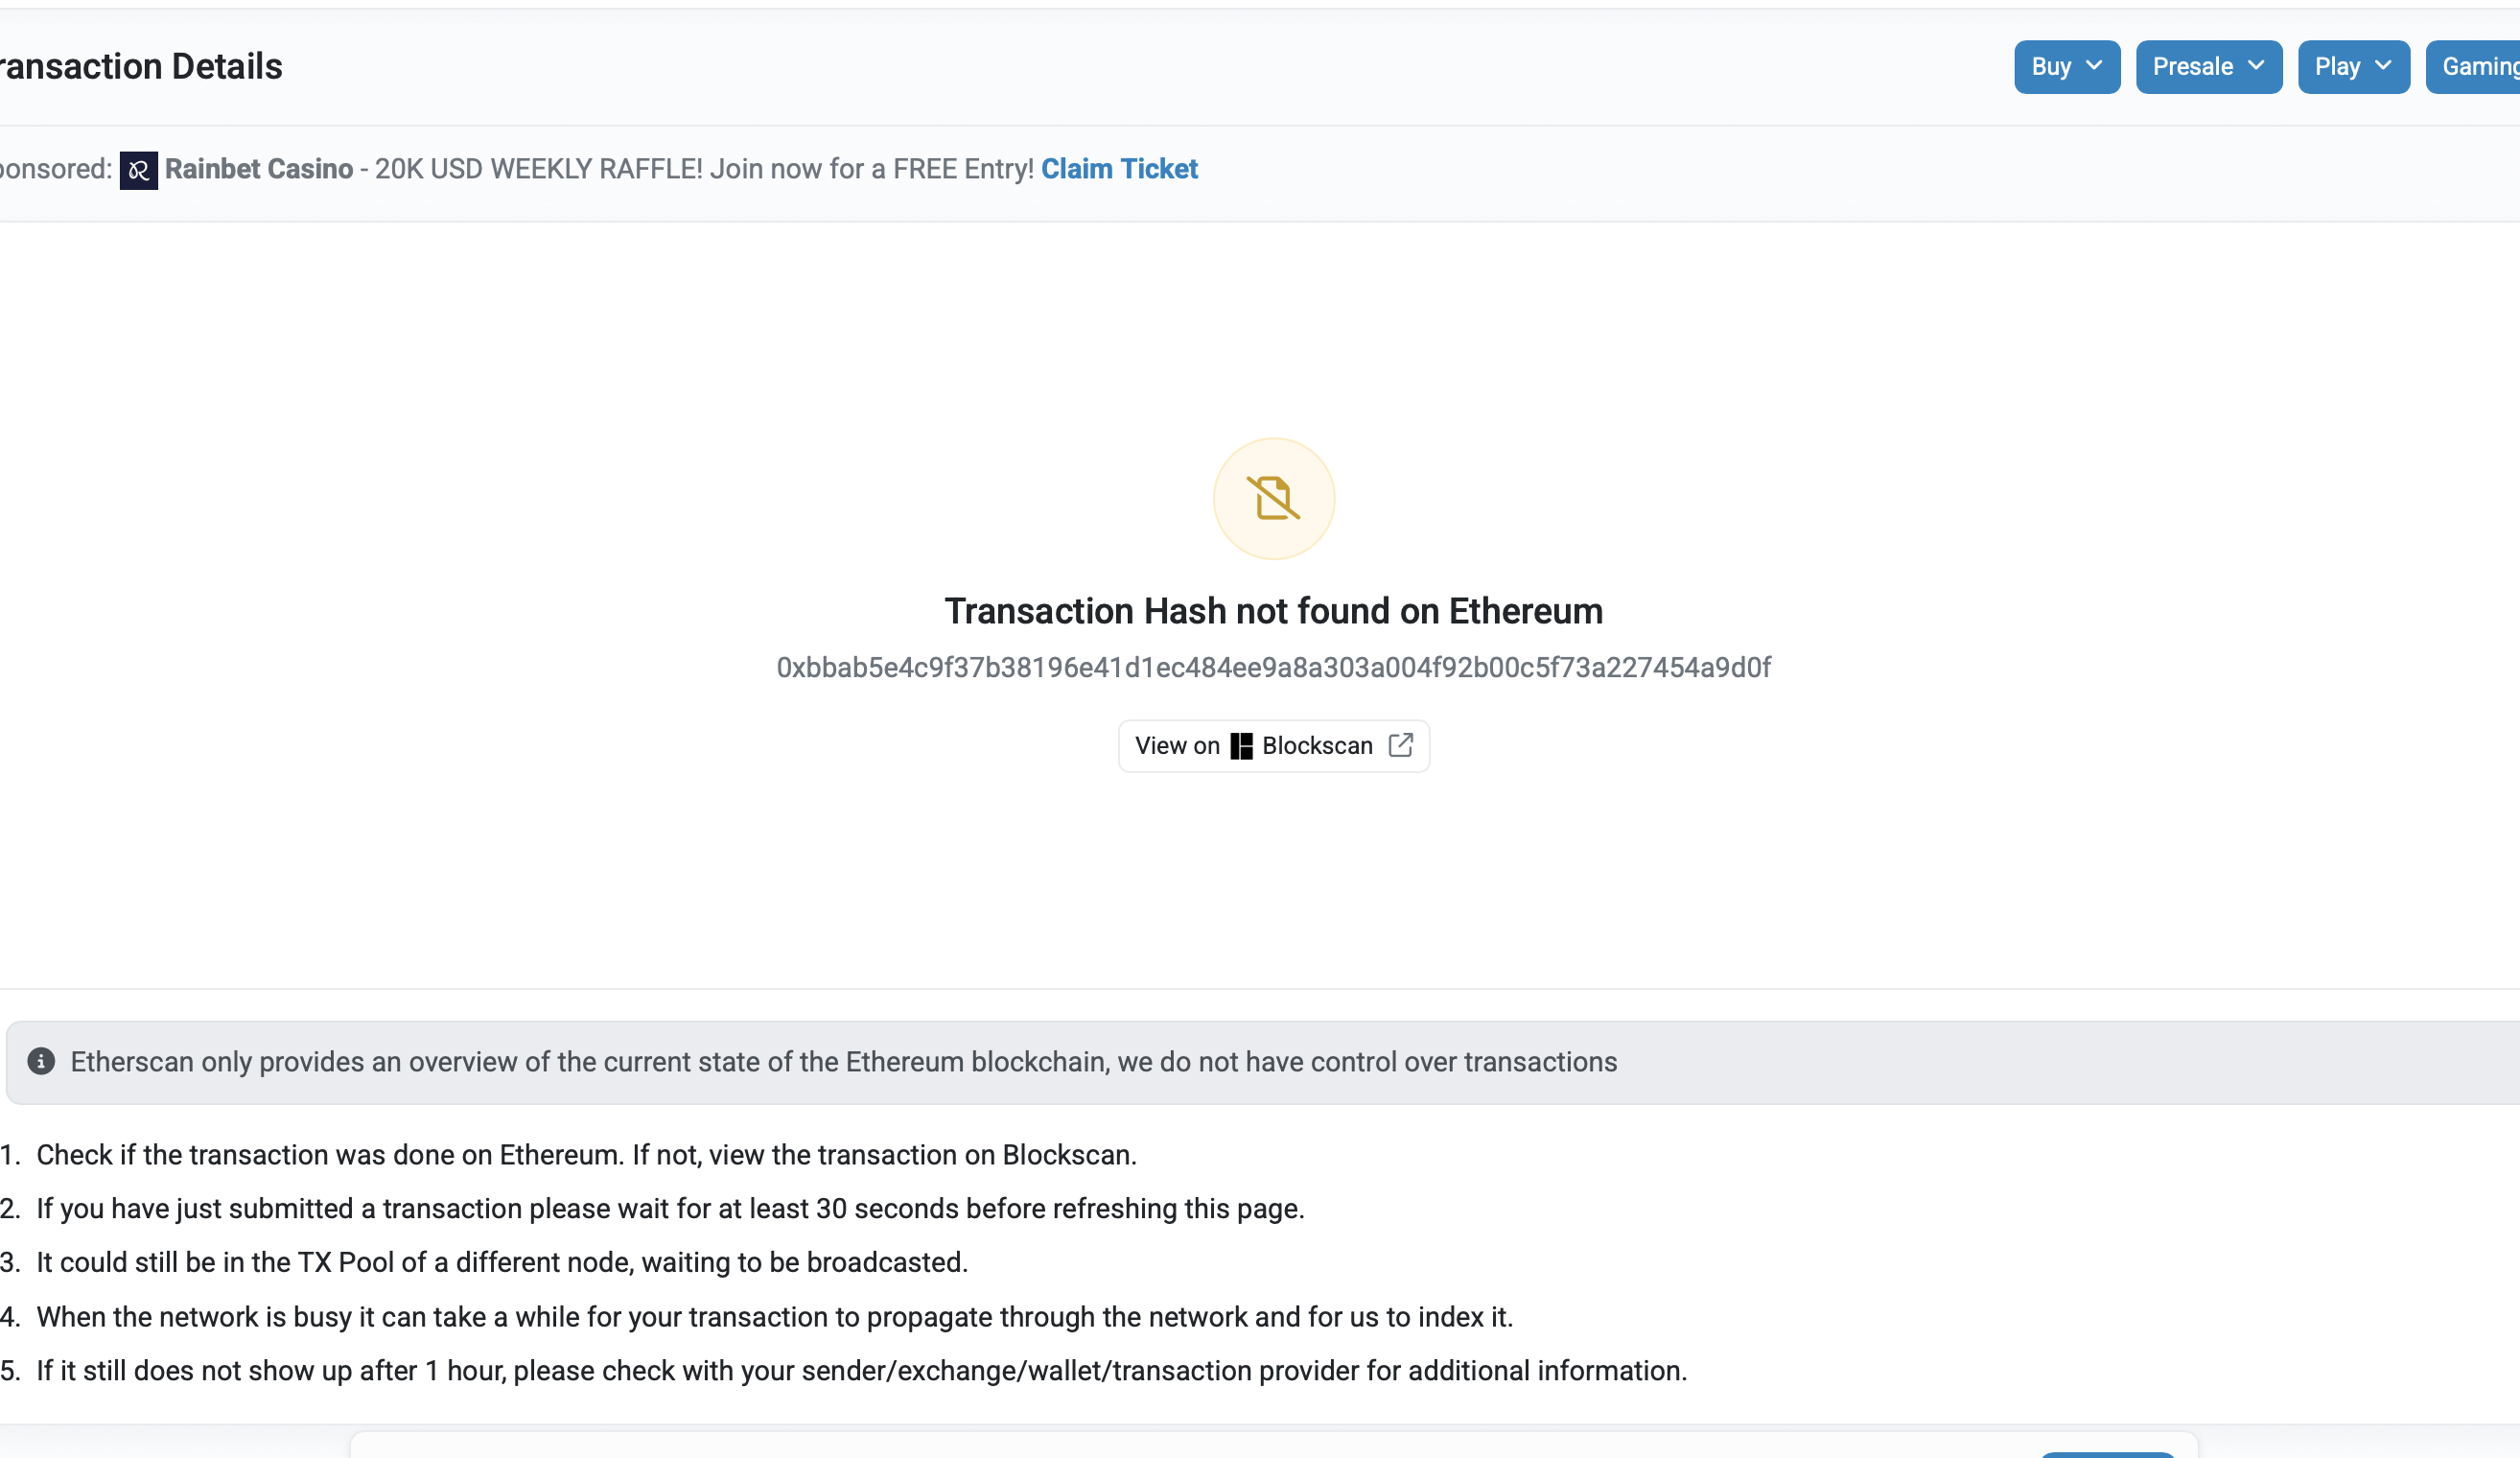 ransaction Details
Buy
Presale
Play
Gaming
ponsored: Rainbet Casino - 20K USD WEEKLY RAFFLE! Join now for a FREE Entry! Claim Ticket
Transaction Hash not found on Ethereum
0xbbab5e4c9f37b38196e41d1ec484ee9a8a303a004f92b00c5f73a227454a9d0f
View on Blockscan
Etherscan only provides an overview of the current state of the Ethereum blockchain, we do not have control over transactions
1. Check if the transaction was done on Ethereum. If not, view the transaction on Blockscan.
2. If you have just submitted a transaction please wait for at least 30 seconds before refreshing this page.
3. It could still be in the TX Pool of a different node, waiting to be broadcasted.
4. When the network is busy it can take a while for your transaction to propagate through the network and for us to index it.
5. If it still does not show up after 1 hour, please check with your sender/exchange/wallet/transaction provider for additional information.